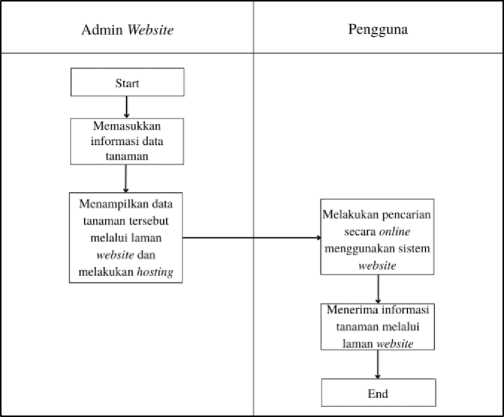 Admin Website
Pengguna
Start
Memasukkan
informasi data
tanaman
Menampilkan data
tanaman tersebut
melalui laman
website dan
melakukan hosting
Melakukan pencarian
secara online
menggunakan sistem
website
Menerima informasi
tanaman melalui
laman website
End